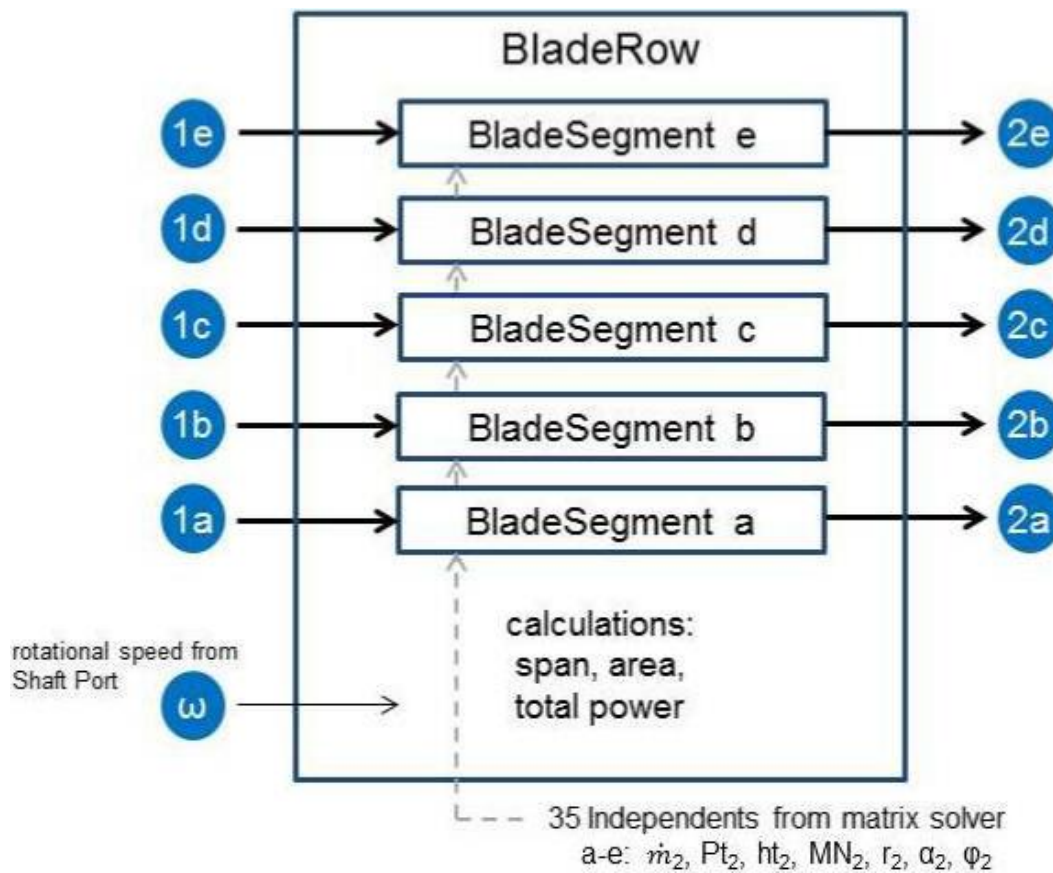 BladeRow
1e BladeSegment e 2e
1d BladeSegment d 2d
1c BladeSegment c 2c
1b BladeSegment b 2b
1a BladeSegment a 2a
calculations:
span, area,
total power
rotational speed from
Shaft Port
ω
35 Independents from matrix solver
a-e: ṁ₂, Pt₂, ht₂, MN₂, r₂, α₂, φ₂